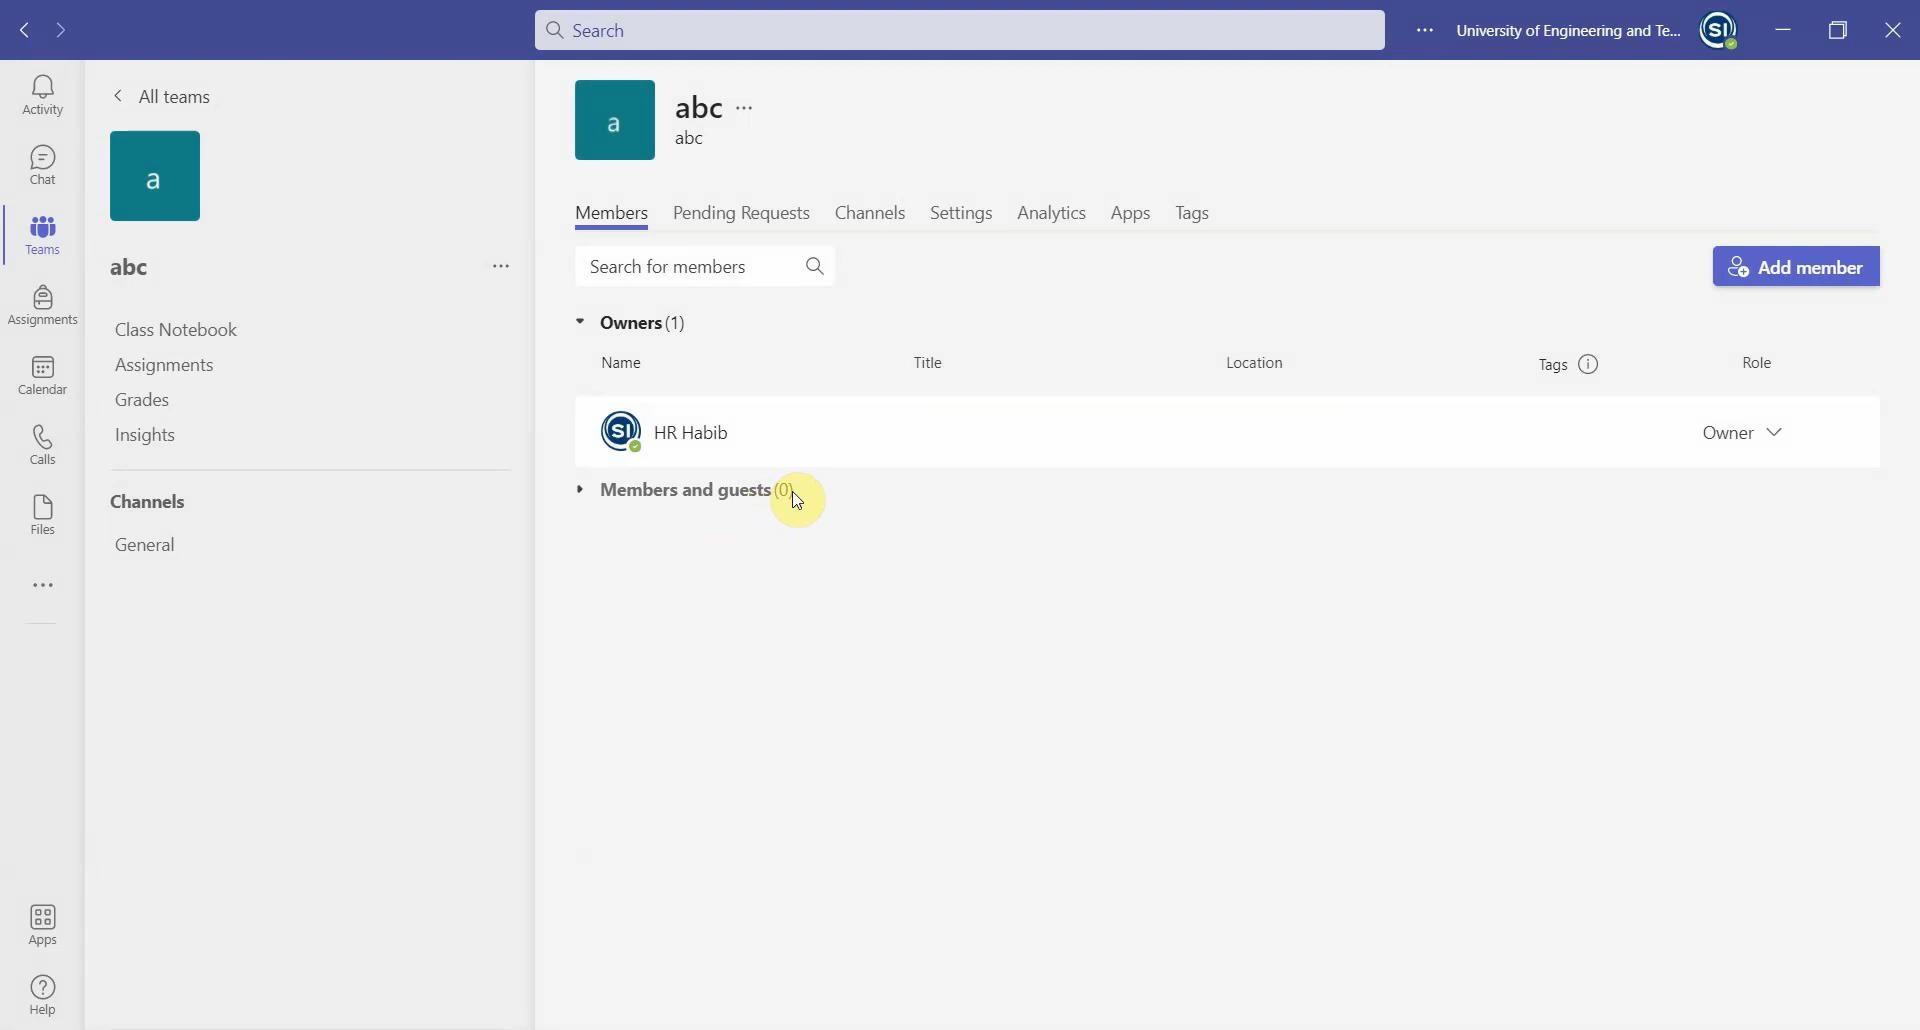 Search
University of Engineering and Te...
SI
Activity
Chat
Teams
Assignments
Calendar
Calls
Files
Apps
Help
All teams
a
abc
Class Notebook
Assignments
Grades
Insights
Channels
General
a
abc
abc
Members Pending Requests Channels Settings Analytics Apps Tags
Search for members
Add member
Owners (1)
Name Title Location Tags Role
SI HR Habib Owner
Members and guests (0)